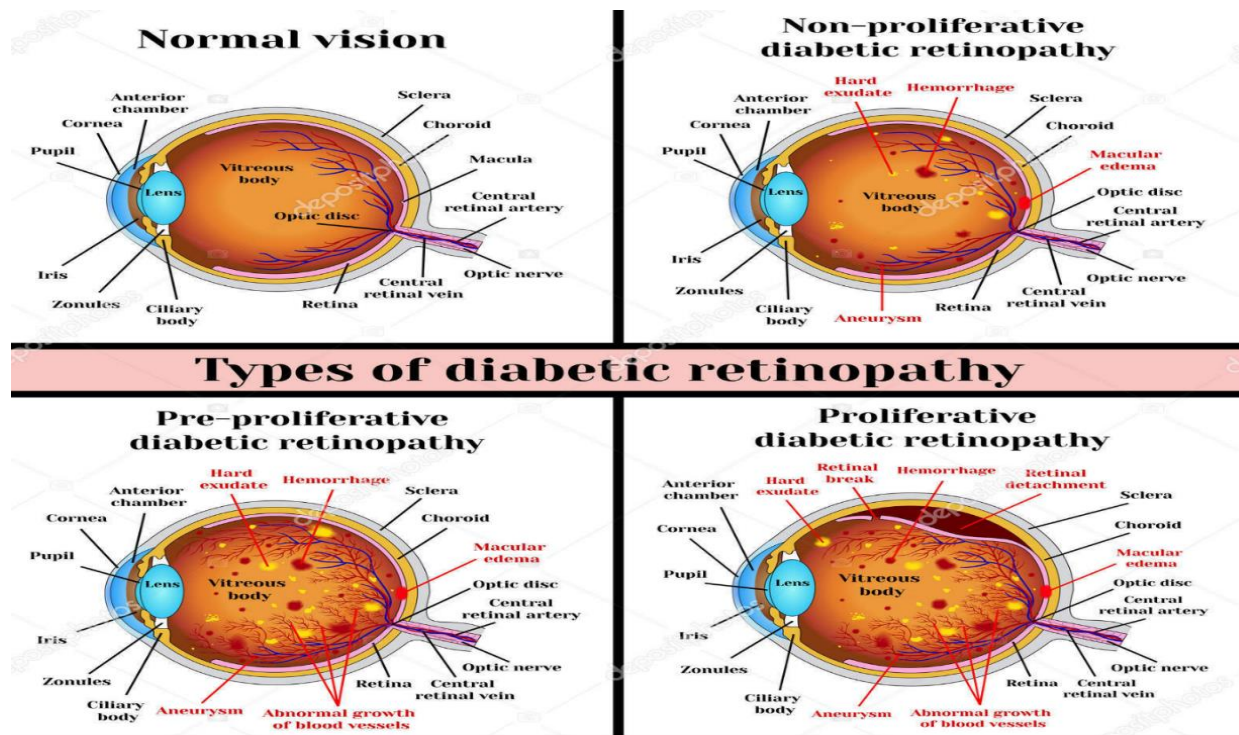 Normal vision
Anterior
chamber
Cornea
Pupil
Lens
Vitreous
body
Optic disc
Sclera
Choroid
Macula
Central
retinal artery
Optic nerve
Central
retinal vein
Retina
Ciliary
body
Zonules
Iris
Non-proliferative
diabetic retinopathy
Hard
exudate
Hemorrhage
Anterior
chamber
Cornea
Pupil
Lens
Vitreous
body
Sclera
Choroid
Macular
edema
Optic disc
Central
retinal artery
Optic nerve
Central
retinal vein
Retina
Aneurysm
Ciliary
body
Zonules
Iris
Types of diabetic retinopathy
Pre-proliferative
diabetic retinopathy
Hard
exudate
Hemorrhage
Anterior
chamber
Cornea
Pupil
Lens
Vitreous
body
Sclera
Choroid
Macular
edema
Optic disc
Central
retinal artery
Optic nerve
Central
retinal vein
Retina
Abnormal growth
of blood vessels
Aneurysm
Ciliary
body
Zonules
Iris
Proliferative
diabetic retinopathy
Hard
exudate
Retinal
break
Hemorrhage
Retinal
detachment
Anterior
chamber
Cornea
Pupil
Lens
Vitreous
body
Sclera
Choroid
Macular
edema
Optic disc
Central
retinal artery
Optic nerve
Central
retinal vein
Retina
Abnormal growth
of blood vessels
Aneurysm
Ciliary
body
Zonules
Iris